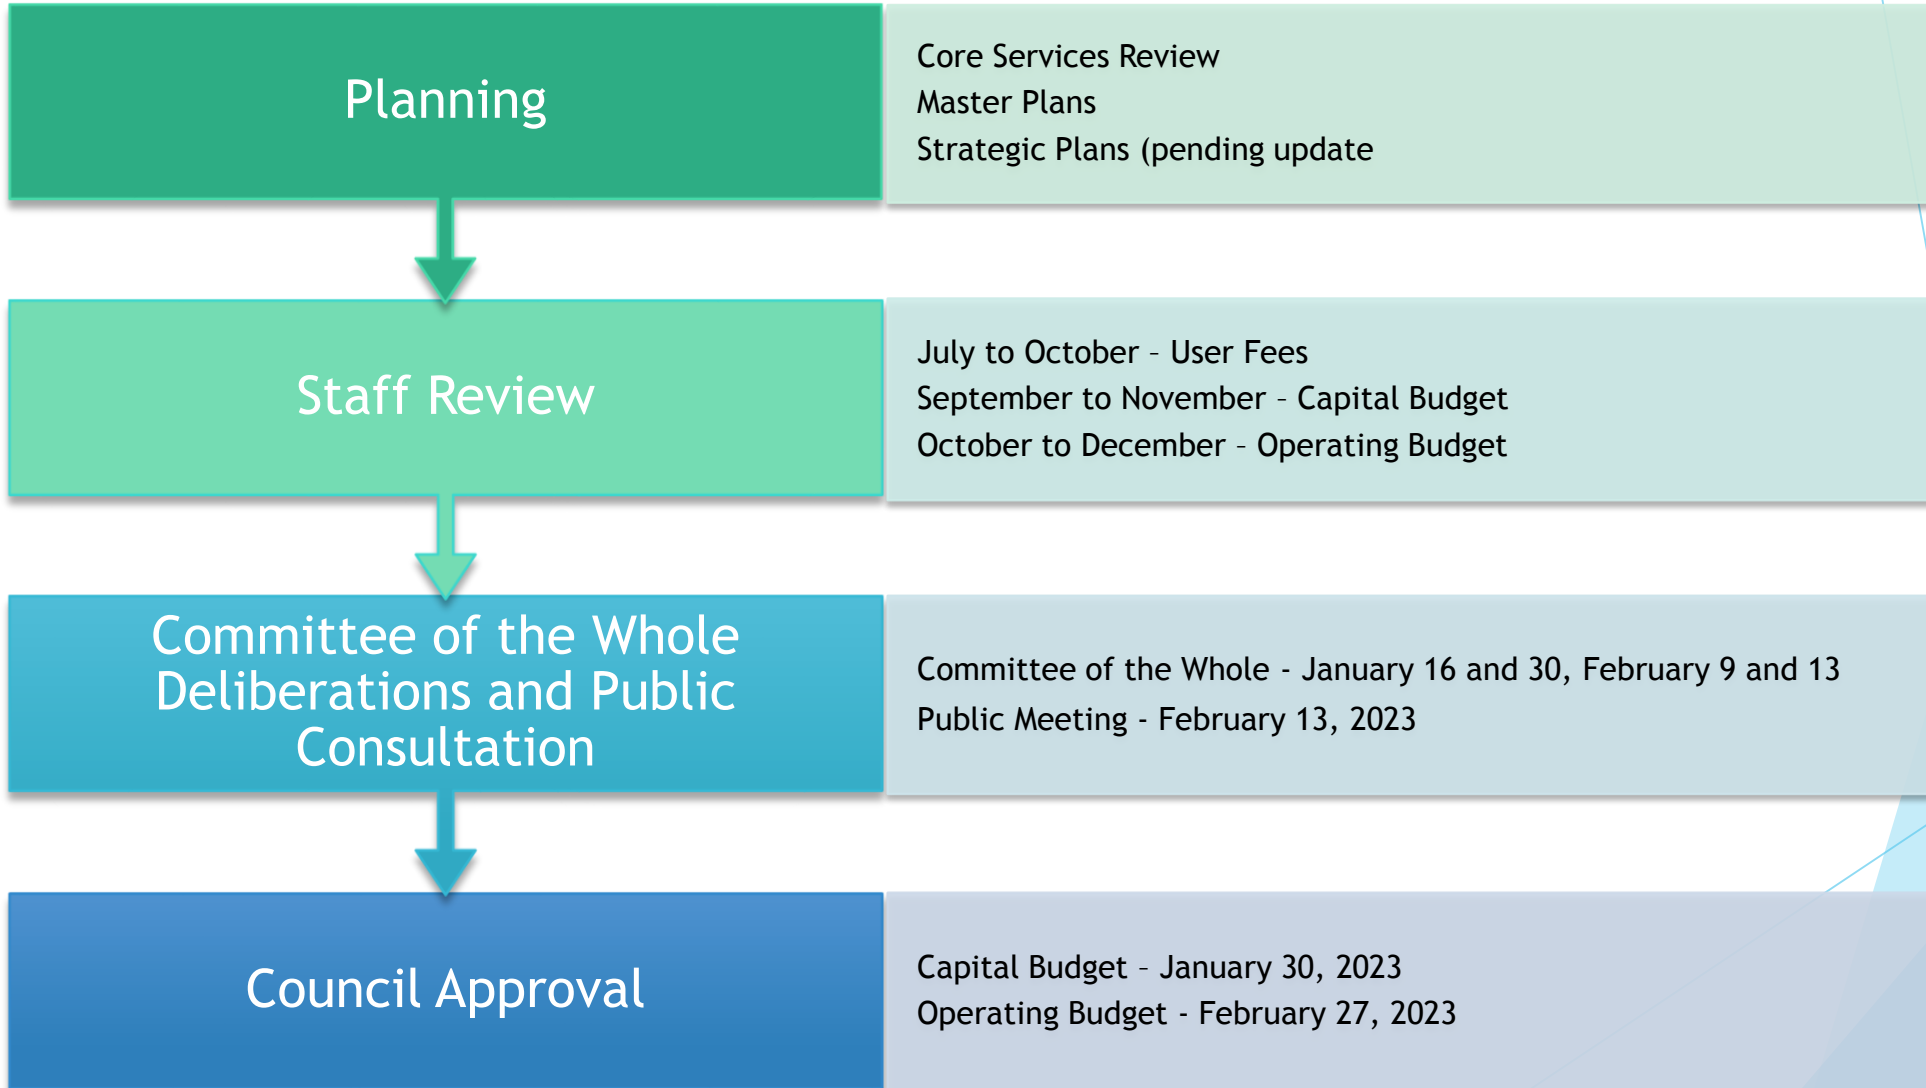 Planning
Core Services Review
Master Plans
Strategic Plans (pending update
Staff Review
July to October – User Fees
September to November – Capital Budget
October to December – Operating Budget
Committee of the Whole
Deliberations and Public
Consultation
Committee of the Whole - January 16 and 30, February 9 and 13
Public Meeting - February 13, 2023
Council Approval
Capital Budget – January 30, 2023
Operating Budget - February 27, 2023